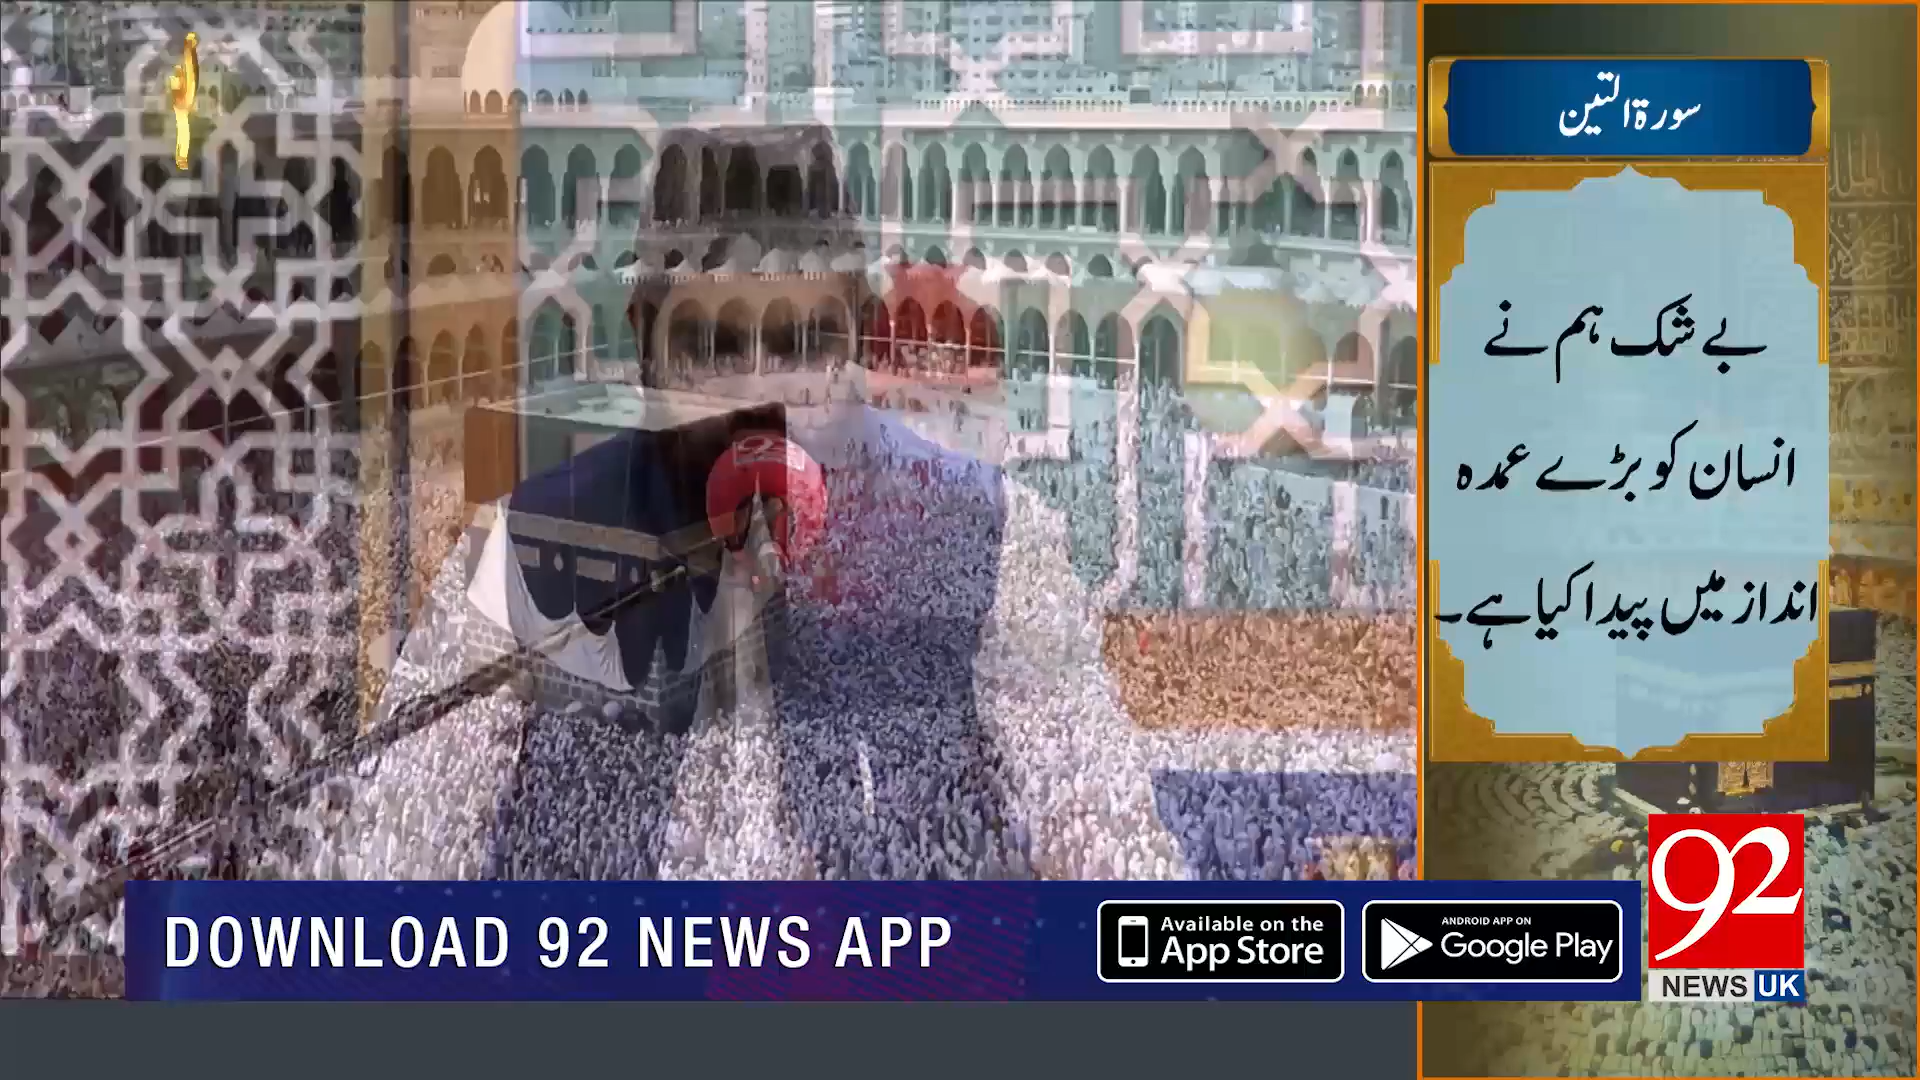 سورۃ التین
بے شک ہم نے
انسان کو بڑے عمدہ
انداز میں پیدا کیا ہے۔
92
DOWNLOAD 92 NEWS APP
Available on the
App Store
ANDROID APP ON
Google Play
92
NEWS UK